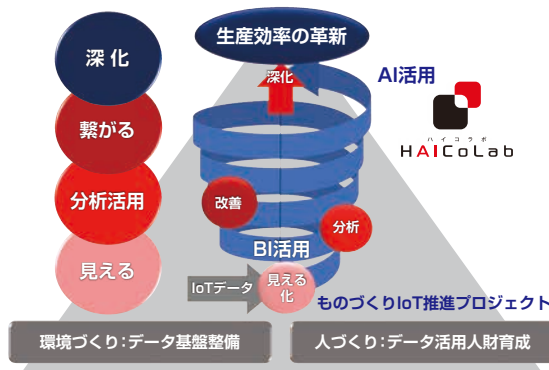 生産効率の革新
深化
深化
AI活用
ハイコラボ
HAICoLab
繋がる
分析活用
改善
分析
BI活用
見える
IoTデータ
見える
化
ものづくりIoT推進プロジェクト
環境づくり:データ基盤整備
人づくり:データ活用人財育成